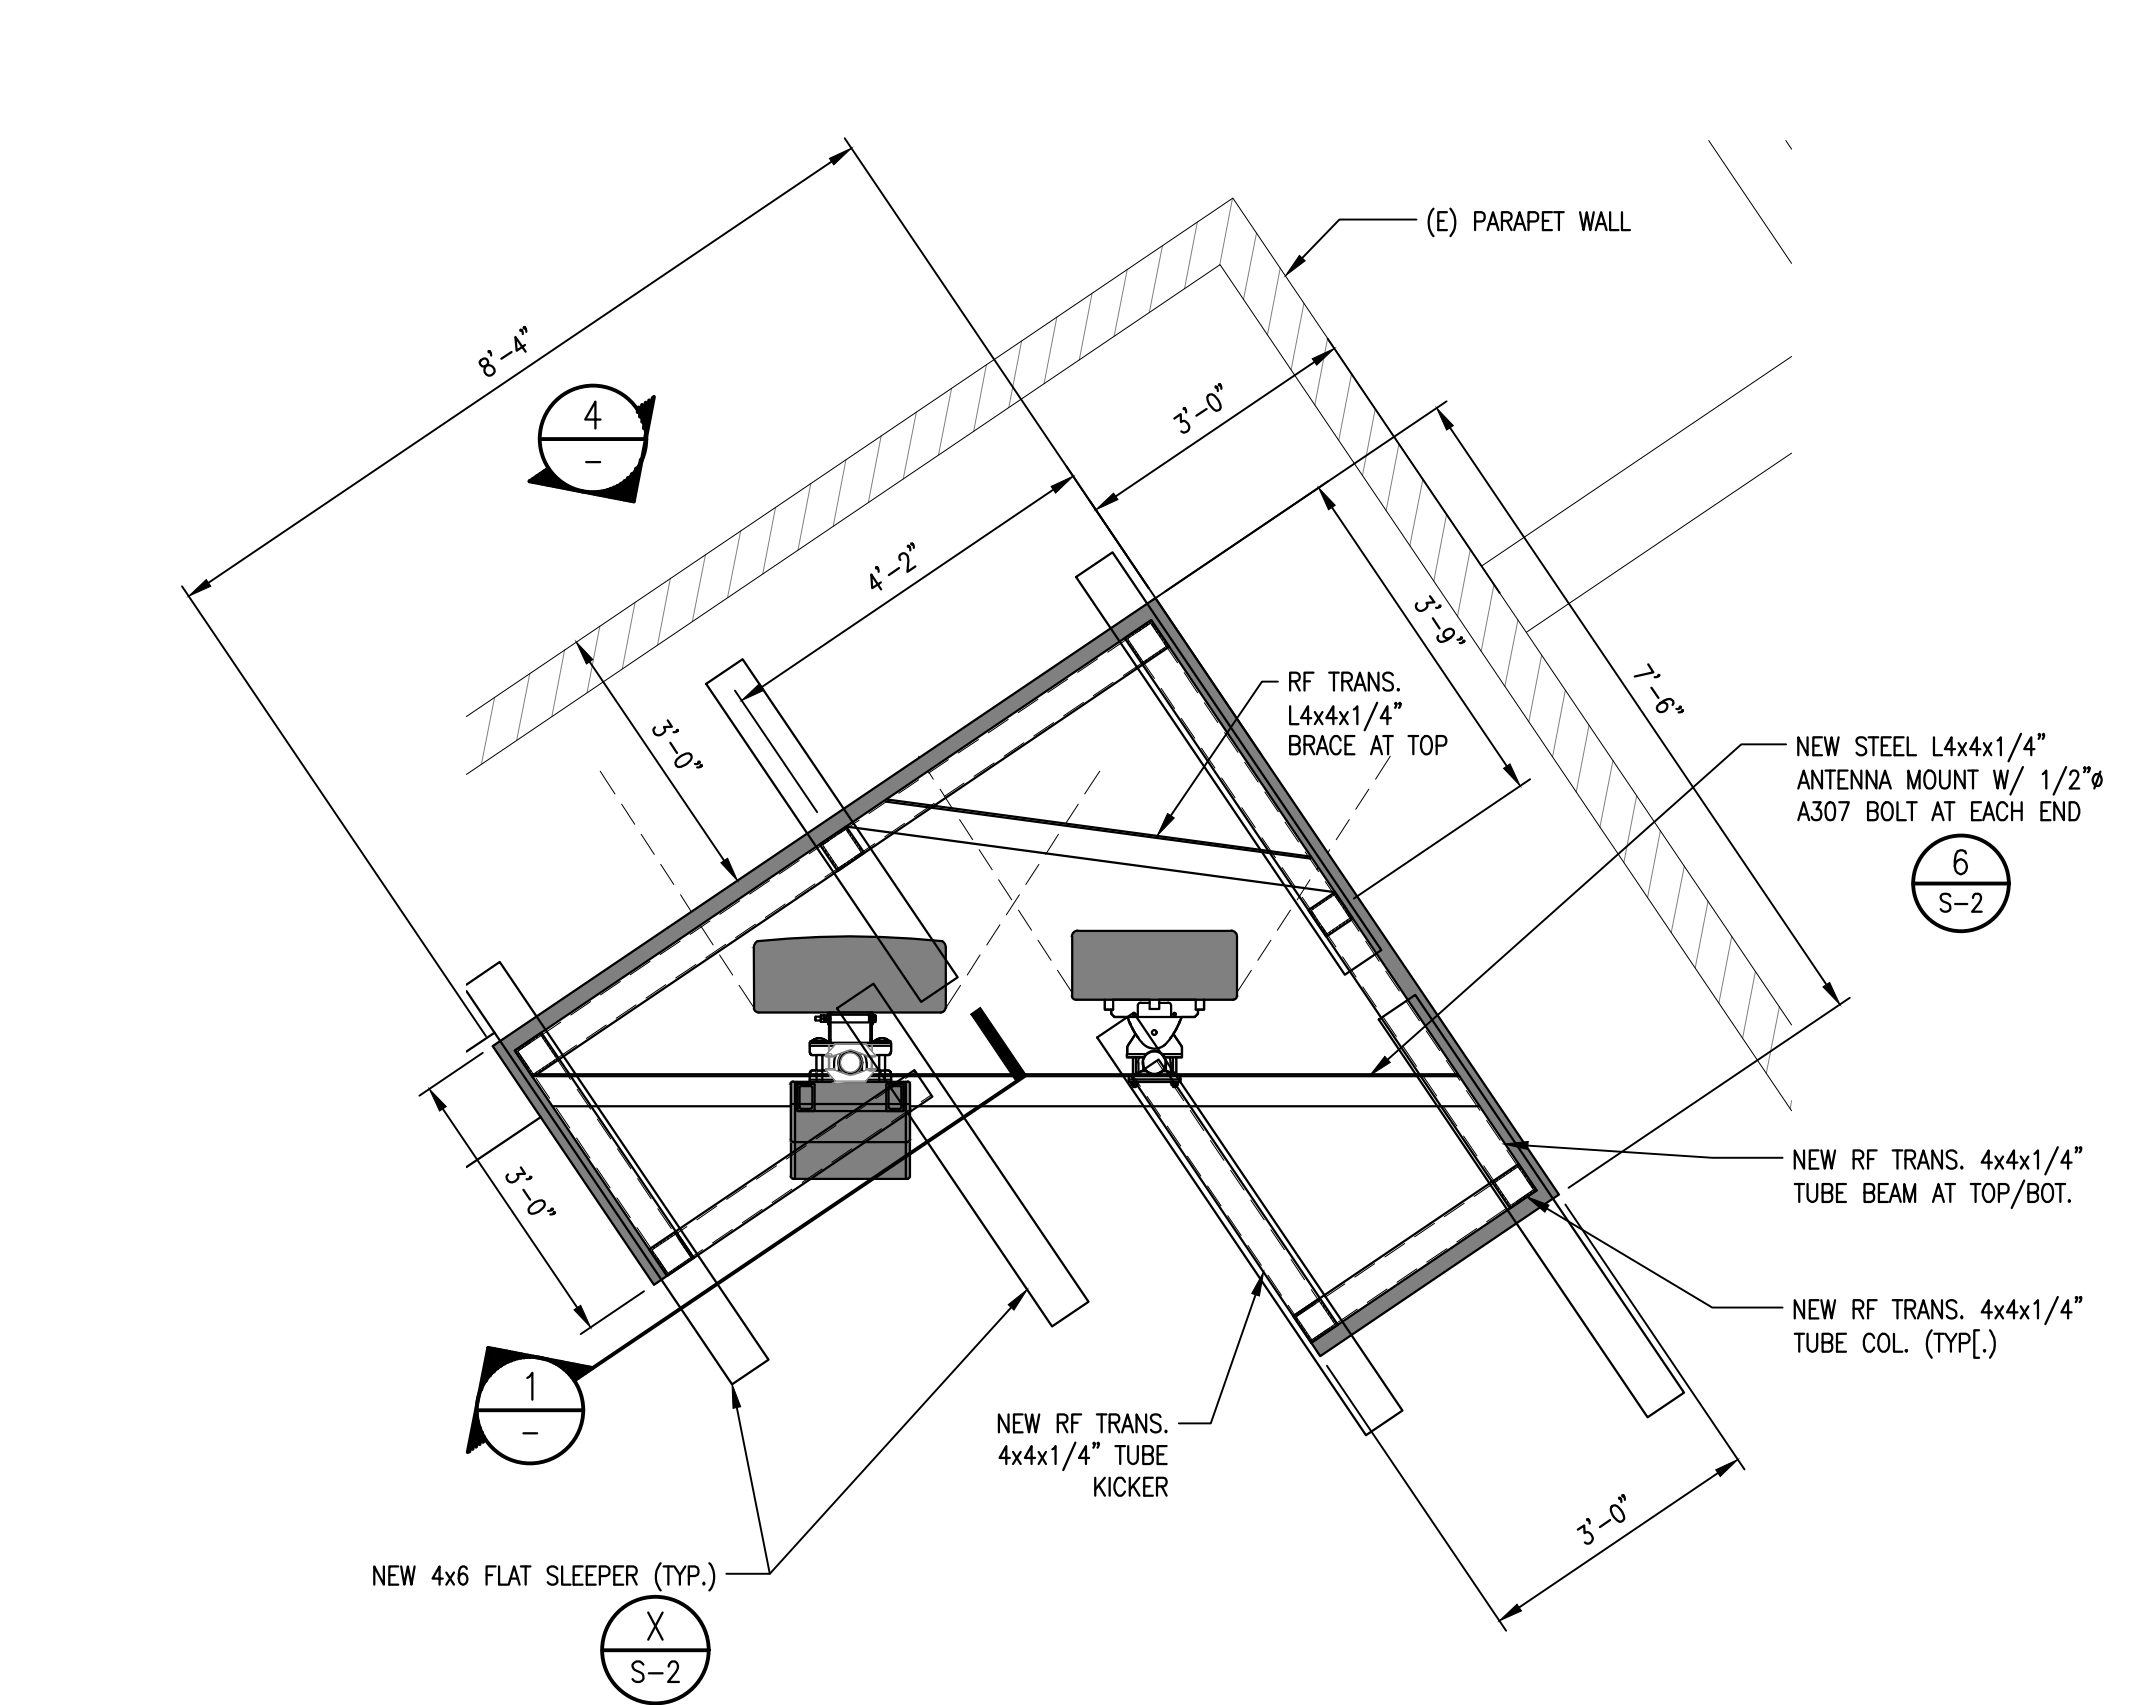 (E) PARAPET WALL
8'-4"
4
-
3'-0"
4'-2"
3'-9"
7'-6"
3'-0"
RF TRANS.
L4x4x1/4"
BRACE AT TOP
NEW STEEL L4x4x1/4"
ANTENNA MOUNT W/ 1/2"ø
A307 BOLT AT EACH END
6
S-2
3'-0"
NEW RF TRANS. 4x4x1/4"
TUBE BEAM AT TOP/BOT.
NEW RF TRANS. 4x4x1/4"
TUBE COL. (TYP[.)
1
-
NEW RF TRANS.
4x4x1/4" TUBE
KICKER
3'-0"
NEW 4x6 FLAT SLEEPER (TYP.)
X
S-2